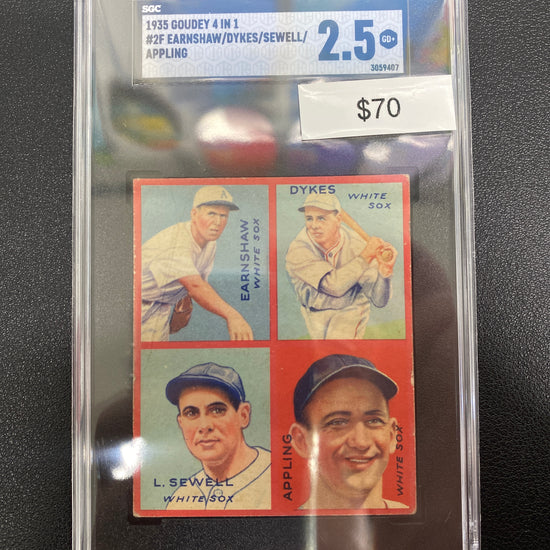 SGC
1935 GOUDEY 4 IN 1
#2F EARNSHAW/DYKES/SEWELL/
APPLING
2.5
GD+
3059407
$70
A
EARNSHAW
WHITE SOX
DYKES
WHITE
SOX
L. SEWELL
WHITE SOX
APPLING
WHITE SOX